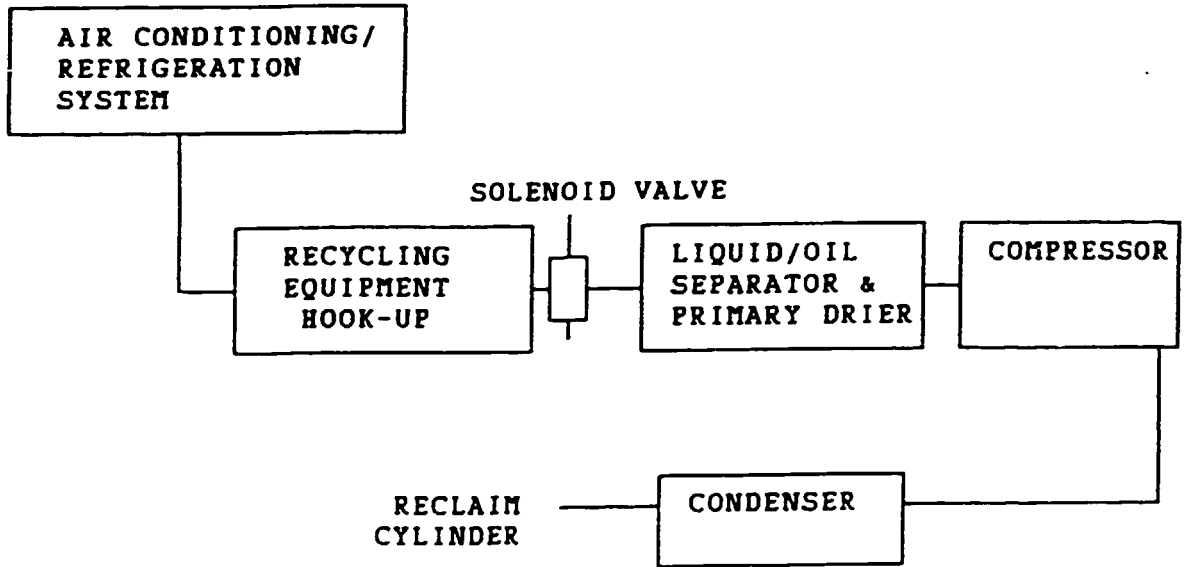 AIR CONDITIONING/
REFRIGERATION
SYSTEM
SOLENOID VALVE
RECYCLING
EQUIPMENT
HOOK-UP
LIQUID/OIL
SEPARATOR &
PRIMARY DRIER
COMPRESSOR
RECLAIM
CYLINDER
CONDENSER